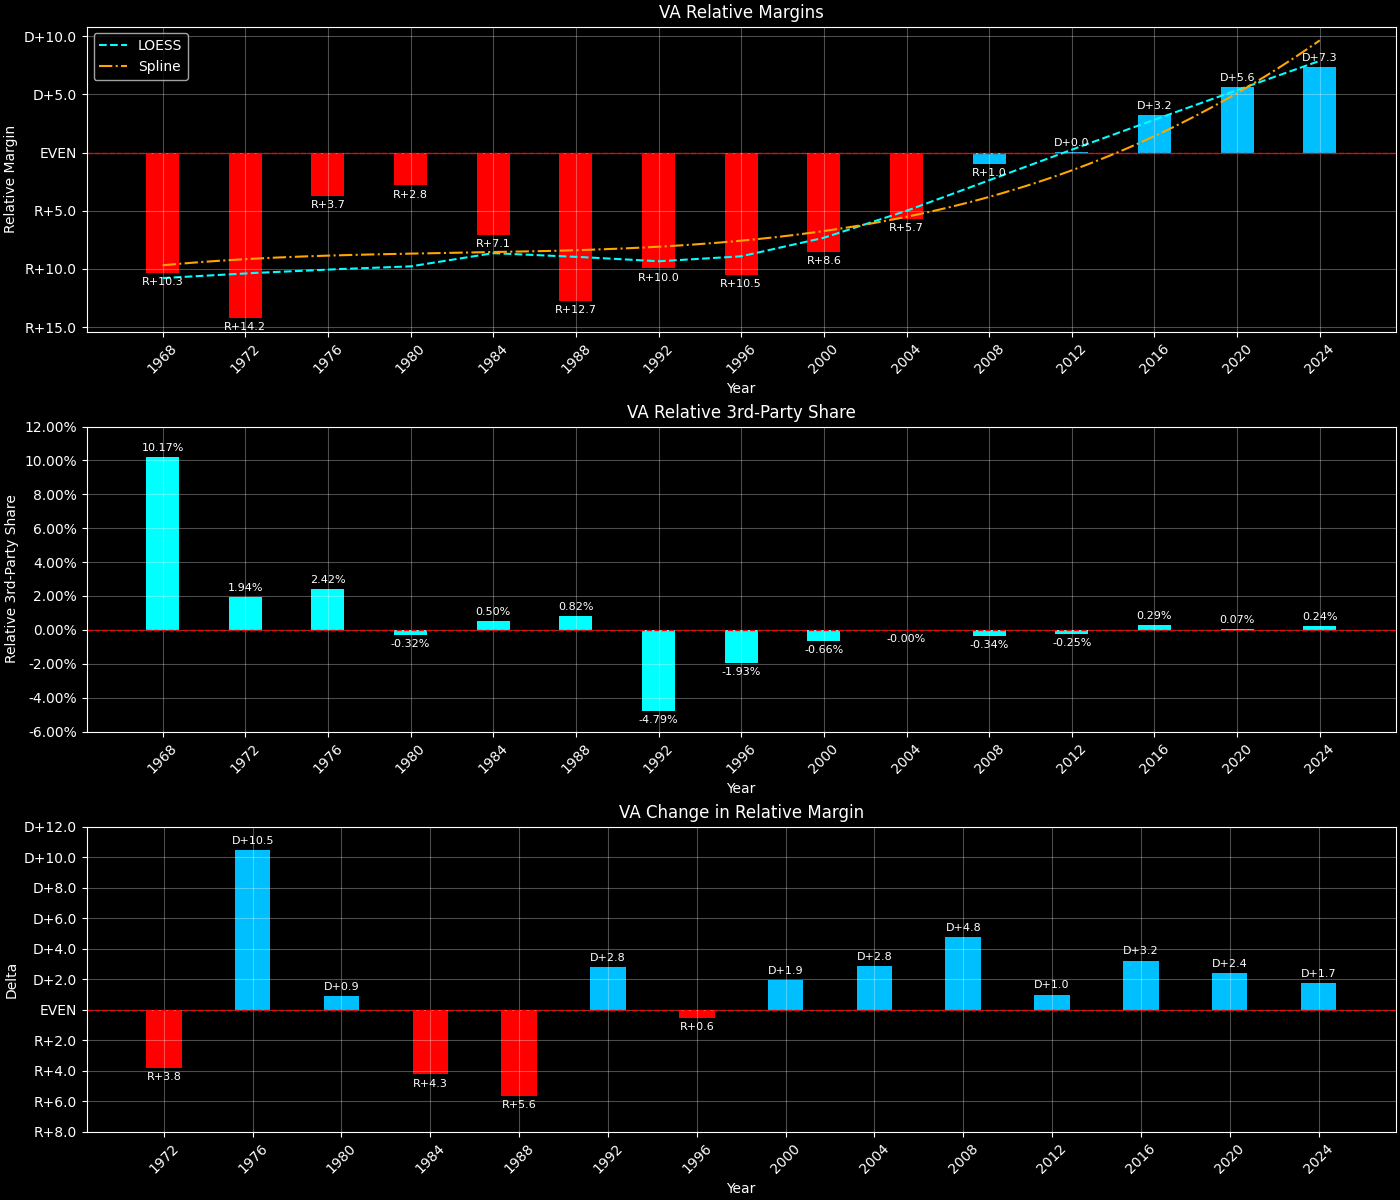 VA Relative Margins
LOESS
Spline
Relative Margin
D+10.0
D+5.0
EVEN
R+5.0
R+10.0
R+15.0
R+10.3
R+14.2
R+3.7
R+2.8
R+7.1
R+12.7
R+10.0
R+10.5
R+8.6
R+5.7
R+1.0
D+0.0
D+3.2
D+5.6
D+7.3
1968
1972
1976
1980
1984
1988
1992
1996
2000
2004
2008
2012
2016
2020
2024
Year
VA Relative 3rd-Party Share
Relative 3rd-Party Share
12.00%
10.00%
8.00%
6.00%
4.00%
2.00%
0.00%
-2.00%
-4.00%
-6.00%
10.17%
1.94%
2.42%
-0.32%
0.50%
0.82%
-4.79%
-1.93%
-0.66%
-0.00%
-0.34%
-0.25%
0.29%
0.07%
0.24%
1968
1972
1976
1980
1984
1988
1992
1996
2000
2004
2008
2012
2016
2020
2024
Year
VA Change in Relative Margin
Delta
D+12.0
D+10.0
D+8.0
D+6.0
D+4.0
D+2.0
EVEN
R+2.0
R+4.0
R+6.0
R+8.0
R+3.8
D+10.5
D+0.9
R+4.3
R+5.6
D+2.8
R+0.6
D+1.9
D+2.8
D+4.8
D+1.0
D+3.2
D+2.4
D+1.7
1972
1976
1980
1984
1988
1992
1996
2000
2004
2008
2012
2016
2020
2024
Year